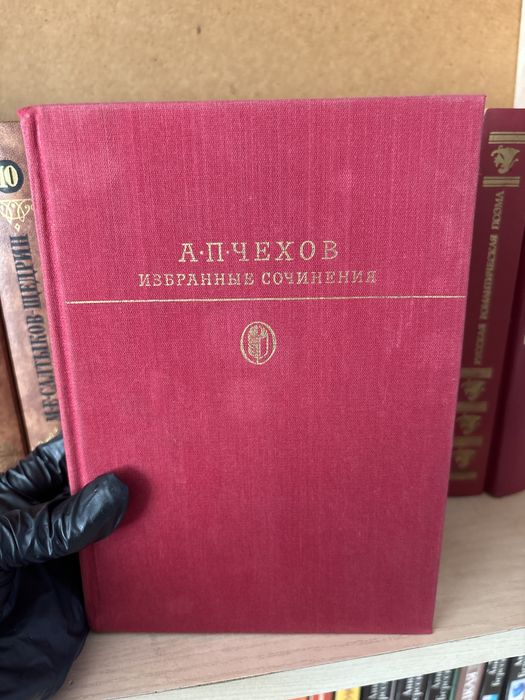 А·П·ЧЕХОВ
ИЗБРАННЫЕ СОЧИНЕНИЯ
10
М·Е·САЛТЫКОВ-ЩЕДРИН
РУССКАЯ РОМАНТИЧЕСКАЯ ПОЭМА